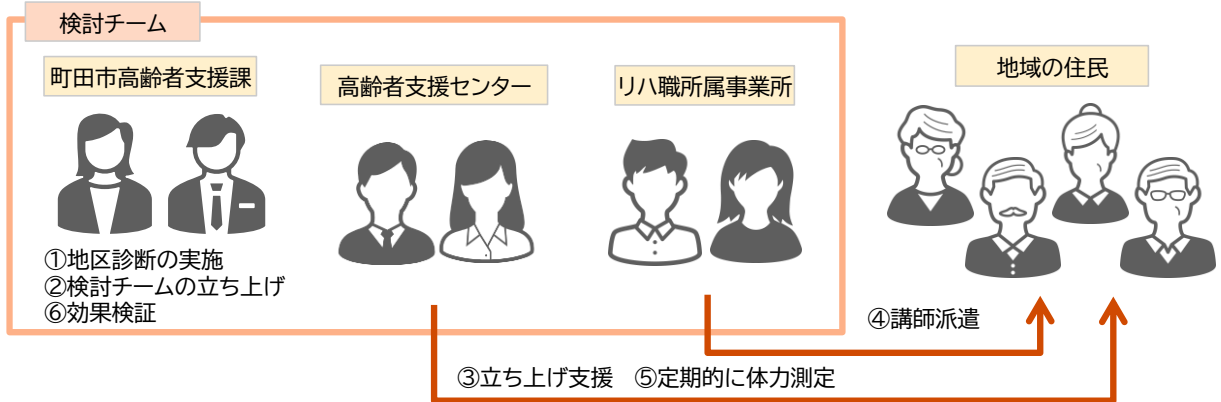 検討チーム
町田市高齢者支援課
高齢者支援センター
リハ職所属事業所
地域の住民
①地区診断の実施
②検討チームの立ち上げ
⑥効果検証
④講師派遣
③立ち上げ支援　⑤定期的に体力測定